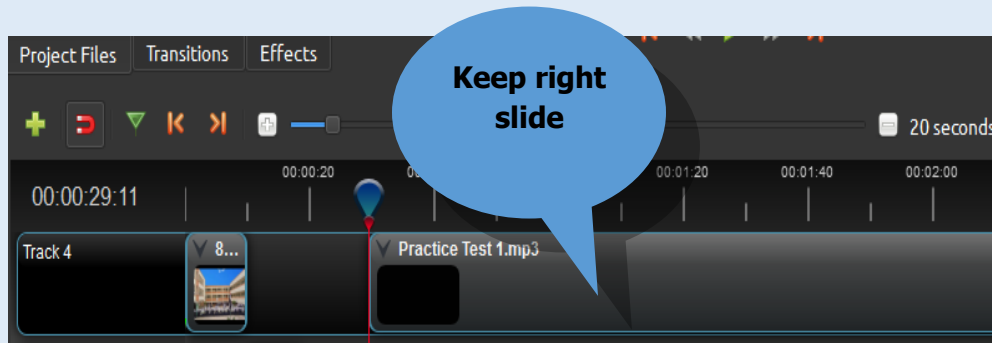 Project Files Transitions Effects
Keep right
slide
20 seconds
00:00:29:11
00:00:20 00:01:20 00:01:40 00:02:00
Track 4 8... Practice Test 1.mp3